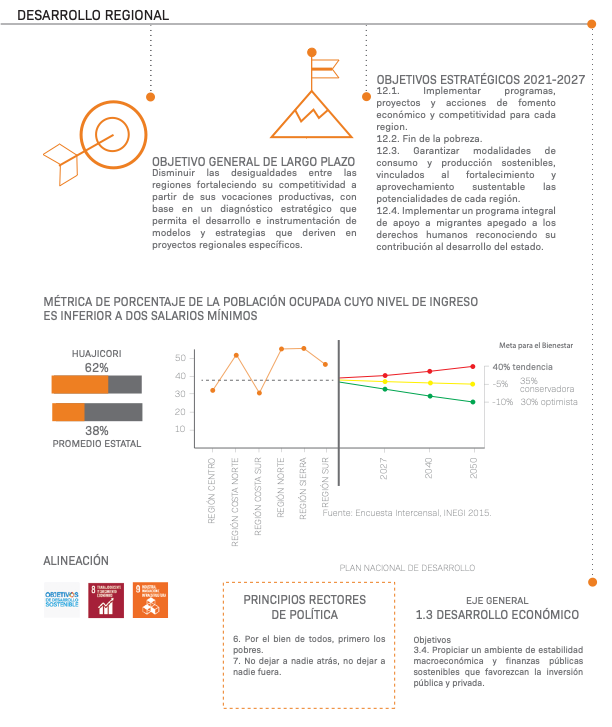 DESARROLLO REGIONAL
OBJETIVO GENERAL DE LARGO PLAZO
Disminuir las desigualdades entre las
regiones fortaleciendo su competitividad a
partir de sus vocaciones productivas, con
base en un diagnóstico estratégico que
permita el desarrollo e instrumentación de
modelos y estrategias que deriven en
proyectos regionales específicos.
OBJETIVOS ESTRATÉGICOS 2021-2027
12.1. Implementar programas,
proyectos y acciones de fomento
económico y competitividad para cada
region.
12.2. Fin de la pobreza.
12.3. Garantizar modalidades de
consumo y producción sostenibles,
vinculados al fortalecimiento y
aprovechamiento sustentable las
potencialidades de cada región.
12.4. Implementar un programa integral
de apoyo a migrantes apegado a los
derechos humanos reconociendo su
contribución al desarrollo del estado.
MÉTRICA DE PORCENTAJE DE LA POBLACIÓN OCUPADA CUYO NIVEL DE INGRESO
ES INFERIOR A DOS SALARIOS MÍNIMOS
HUAJICORI
62%
38%
PROMEDIO ESTATAL
50
40
30
20
10
REGIÓN CENTRO
REGIÓN COSTA NORTE
REGIÓN COSTA SUR
REGIÓN NORTE
REGIÓN SIERRA
REGIÓN SUR
2027
2040
2050
Meta para el Bienestar
40% tendencia
-5% 35%
conservadora
-10% 30% optimista
Fuente: Encuesta Intercensal, INEGI 2015.
ALINEACIÓN
OBJETIVOS
DE DESARROLLO
SOSTENIBLE
8 TRABAJO DECENTE
Y CRECIMIENTO
ECONÓMICO
9 INDUSTRIA,
INNOVACIÓN E
INFRAESTRUCTURA
PLAN NACIONAL DE DESARROLLO
PRINCIPIOS RECTORES
DE POLÍTICA
6. Por el bien de todos, primero los
pobres.
7. No dejar a nadie atrás, no dejar a
nadie fuera.
EJE GENERAL
1.3 DESARROLLO ECONÓMICO
Objetivos
3.4. Propiciar un ambiente de estabilidad
macroeconómica y finanzas públicas
sostenibles que favorezcan la inversión
pública y privada.